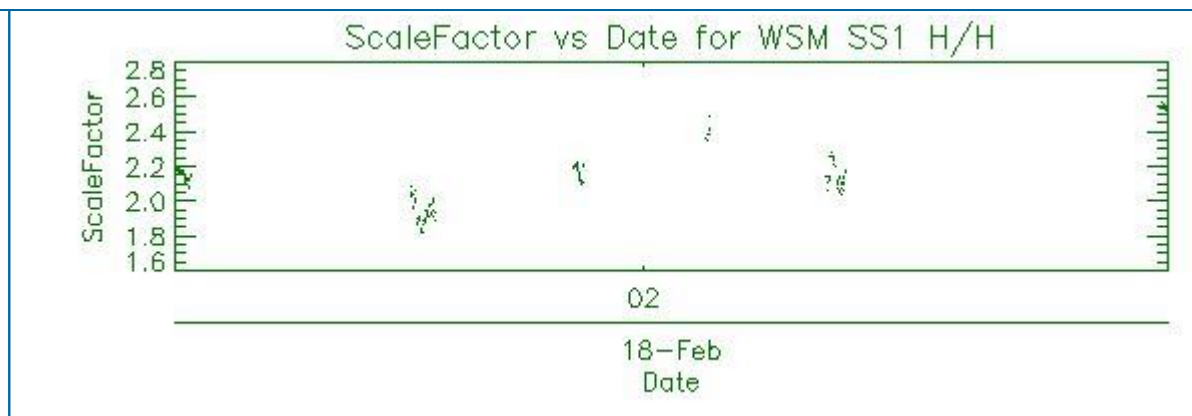 ScaleFactor vs Date for WSM SS1 H/H
ScaleFactor
2.8
2.6
2.4
2.2
2.0
1.8
1.6
02
18-Feb
Date